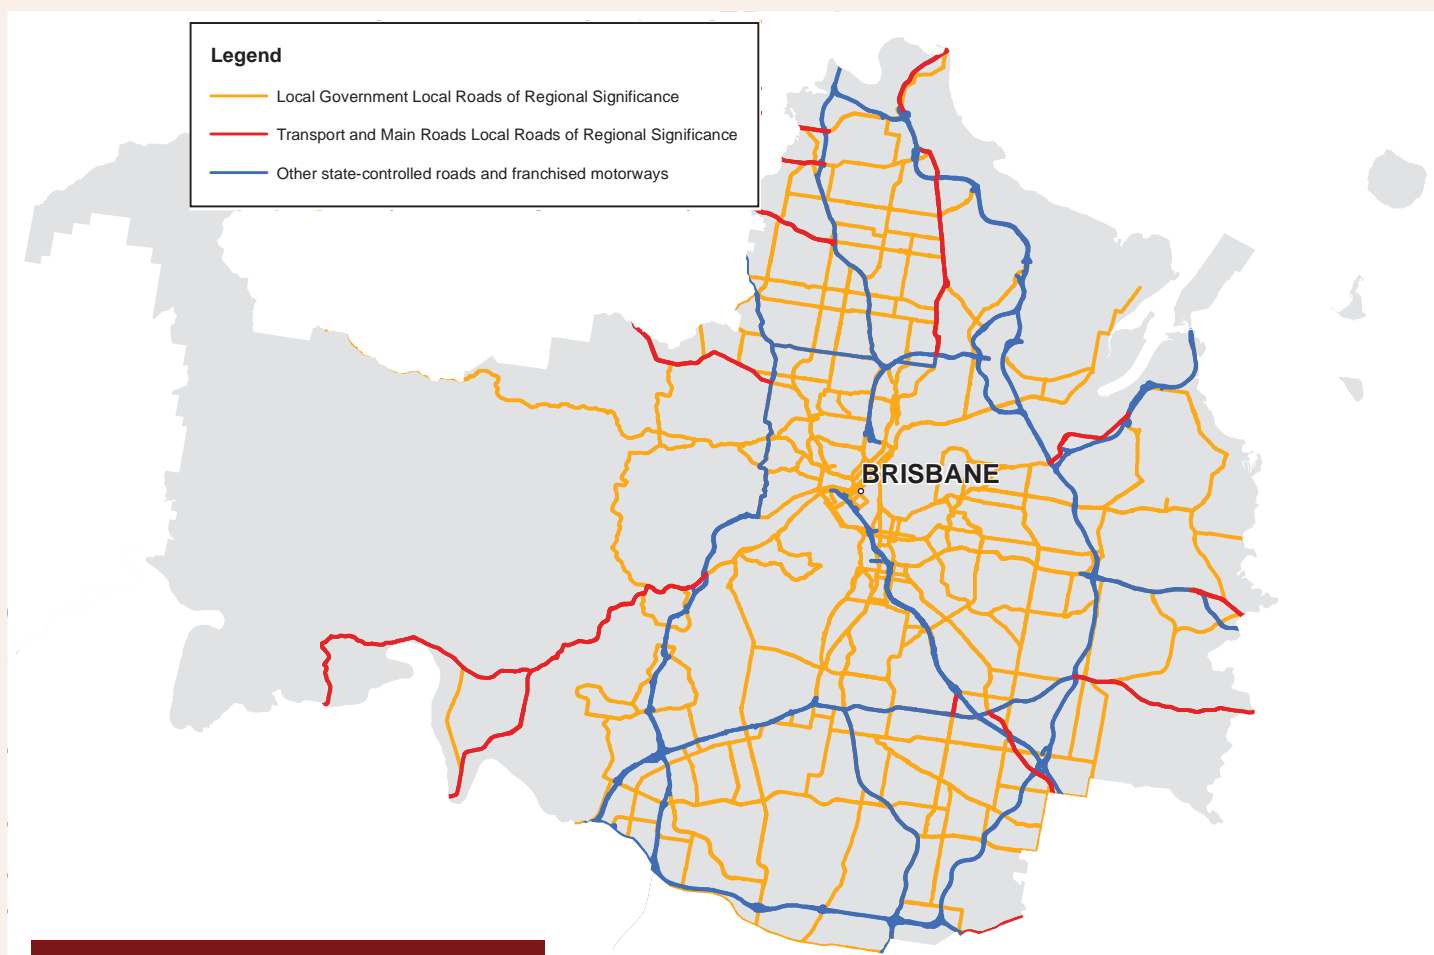 Legend
Local Government Local Roads of Regional Significance
Transport and Main Roads Local Roads of Regional Significance
Other state-controlled roads and franchised motorways
BRISBANE